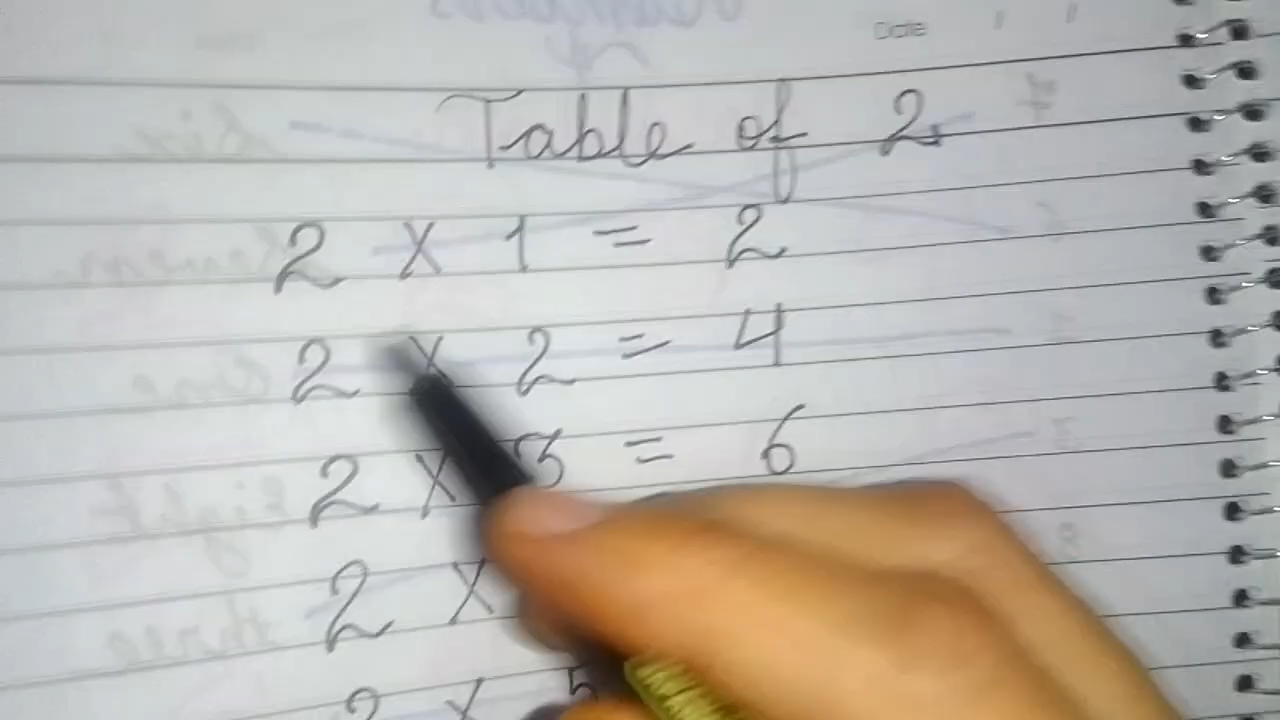 Date / /
Table of 2
2 X 1 = 2
2 X 2 = 4
2 X 3 = 6
2 X
2 X 5